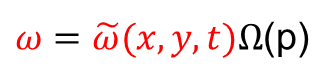 ω = ω̃(x, y, t)Ω(p)